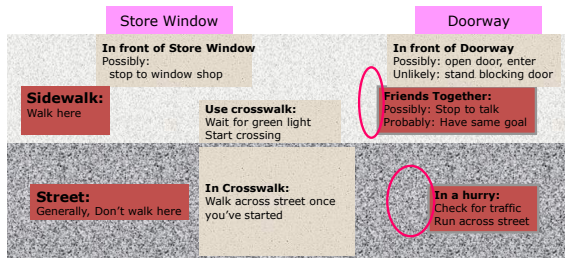 Store Window
Doorway
In front of Store Window
Possibly:
stop to window shop
In front of Doorway
Possibly: open door, enter
Unlikely: stand blocking door
Sidewalk:
Walk here
Use crosswalk:
Wait for green light
Start crossing
Friends Together:
Possibly: Stop to talk
Probably: Have same goal
Street:
Generally, Don’t walk here
In Crosswalk:
Walk across street once
you’ve started
In a hurry:
Check for traffic
Run across street